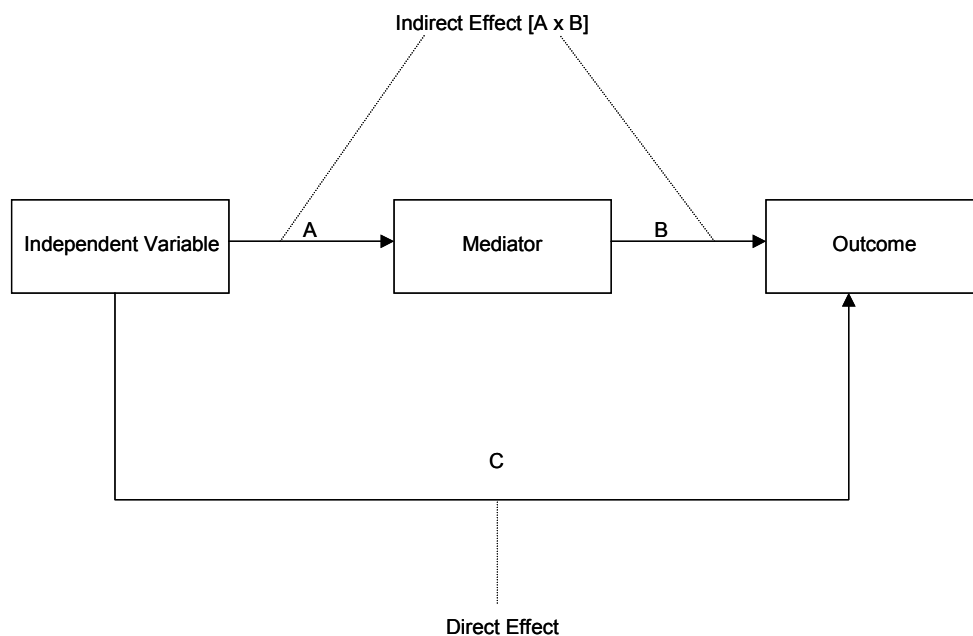 Indirect Effect [A x B]
Independent Variable
A
Mediator
B
Outcome
C
Direct Effect